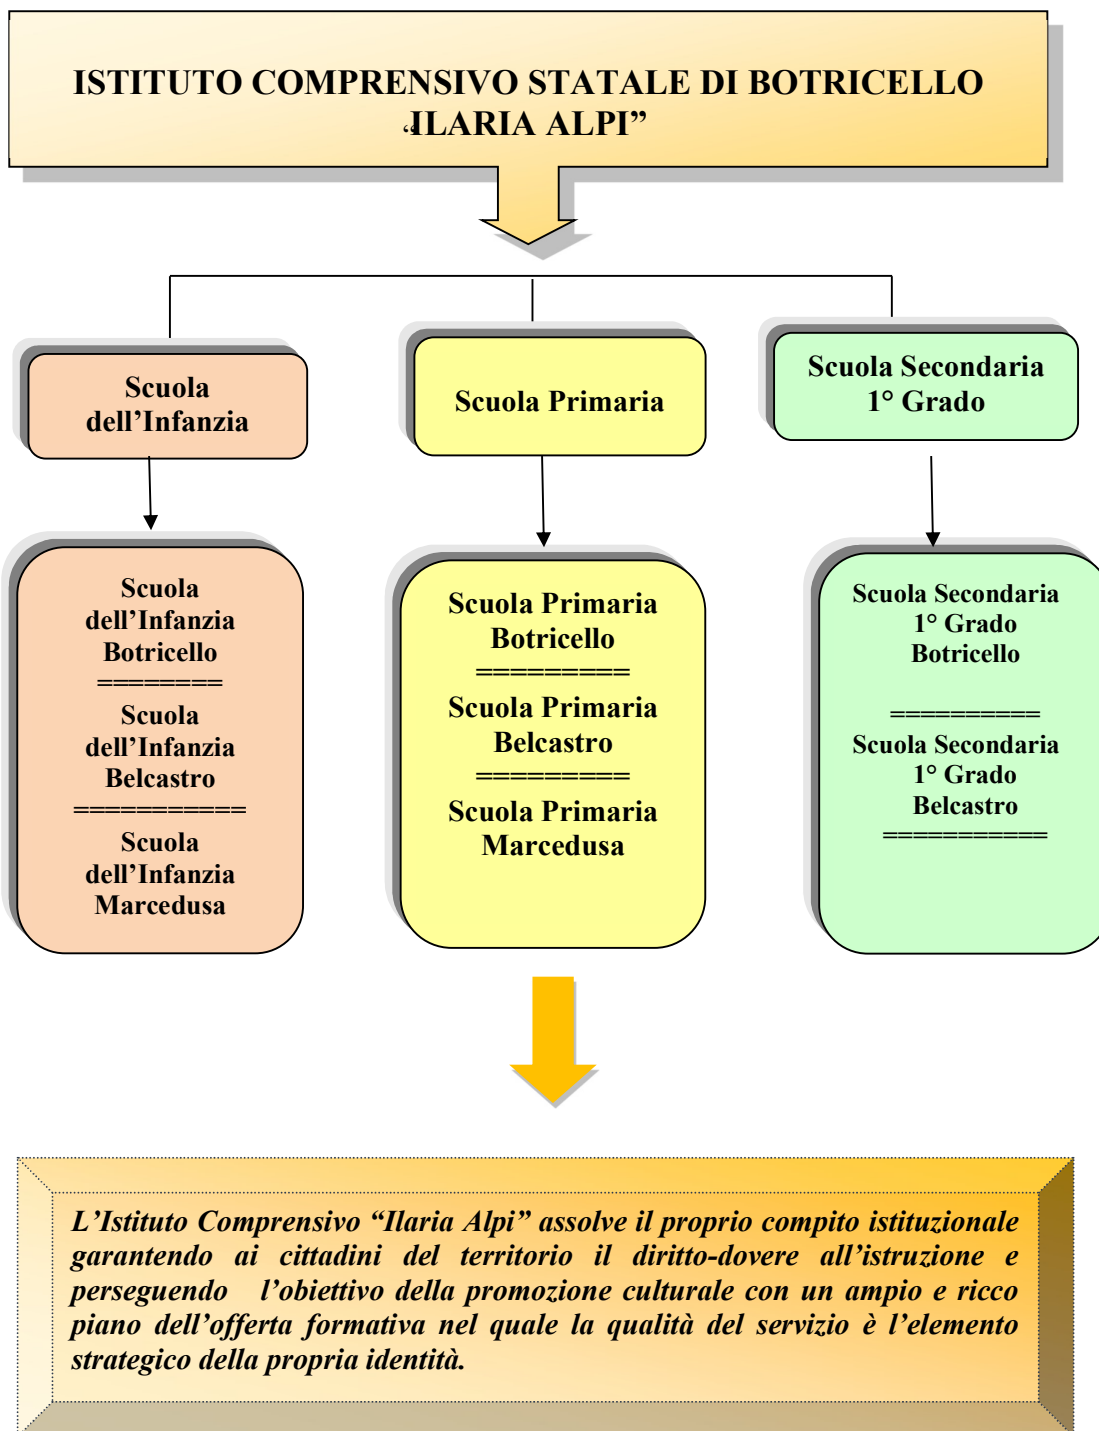 ISTITUTO COMPRENSIVO STATALE DI BOTRICELLO
“ILARIA ALPI”
Scuola
dell’Infanzia
Scuola Primaria
Scuola Secondaria
1° Grado
Scuola
dell’Infanzia
Botricello
========
Scuola
dell’Infanzia
Belcastro
===========
Scuola
dell’Infanzia
Marcedusa
Scuola Primaria
Botricello
=========
Scuola Primaria
Belcastro
=========
Scuola Primaria
Marcedusa
Scuola Secondaria
1° Grado
Botricello
==========
Scuola Secondaria
1° Grado
Belcastro
===========
L’Istituto Comprensivo “Ilaria Alpi” assolve il proprio compito istituzionale
garantendo ai cittadini del territorio il diritto-dovere all’istruzione e
perseguendo l’obiettivo della promozione culturale con un ampio e ricco
piano dell’offerta formativa nel quale la qualità del servizio è l’elemento
strategico della propria identità.